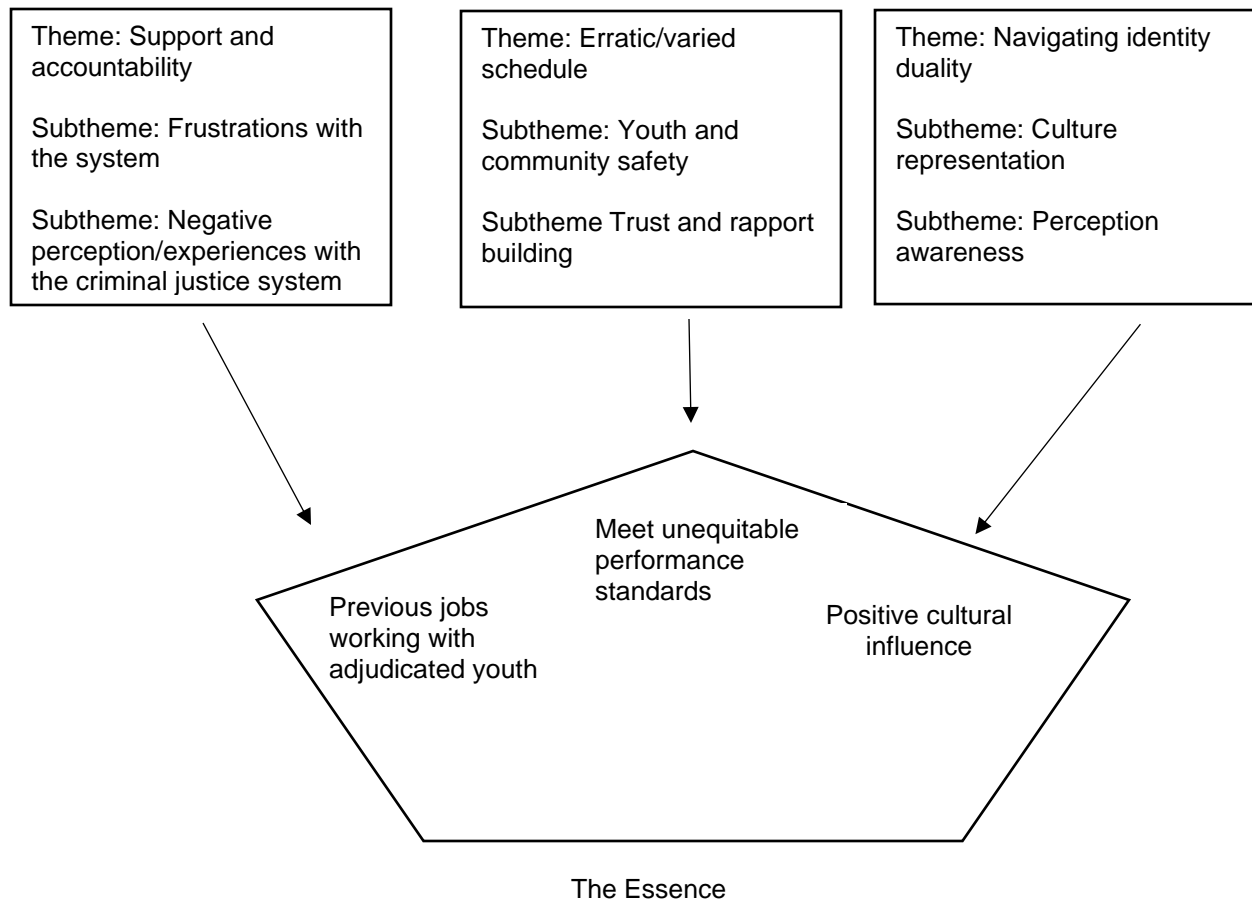 Theme: Support and
accountability
Subtheme: Frustrations with
the system
Subtheme: Negative
perception/experiences with
the criminal justice system
Theme: Erratic/varied
schedule
Subtheme: Youth and
community safety
Subtheme Trust and rapport
building
Theme: Navigating identity
duality
Subtheme: Culture
representation
Subtheme: Perception
awareness
Previous jobs
working with
adjudicated youth
Meet unequitable
performance
standards
Positive cultural
influence
The Essence